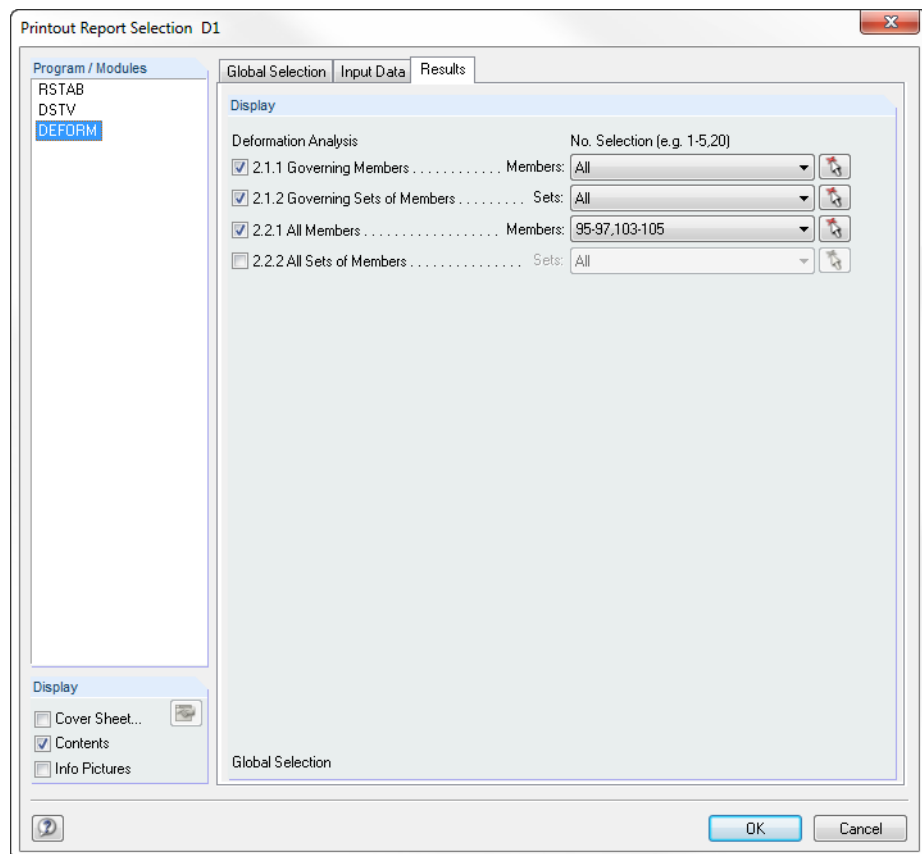 Printout Report Selection D1
Program / Modules
RSTAB
DSTV
DEFORM
Display
Cover Sheet...
Contents
Info Pictures
Global Selection Input Data Results
Display
Deformation Analysis No. Selection (e.g. 1-5,20)
2.1.1 Governing Members . . . . . . . . . . . . Members: All
2.1.2 Governing Sets of Members . . . . . . . . . Sets: All
2.2.1 All Members . . . . . . . . . . . . . . . . . . Members: 95-97,103-105
2.2.2 All Sets of Members . . . . . . . . . . . . . . . Sets: All
Global Selection
OK Cancel